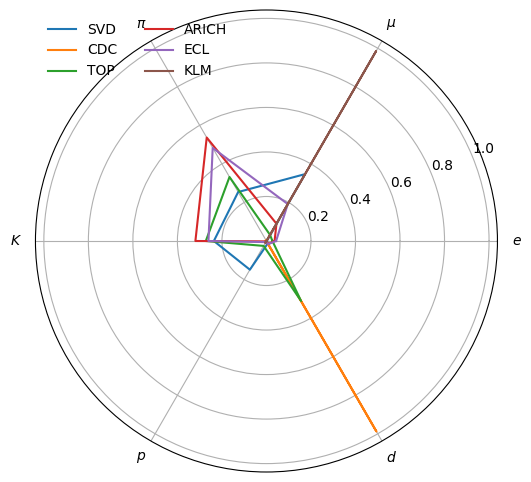 SVD ARICH
CDC ECL
TOP KLM
π
μ
1.0
0.8
0.6
0.4
0.2
K
e
p
d